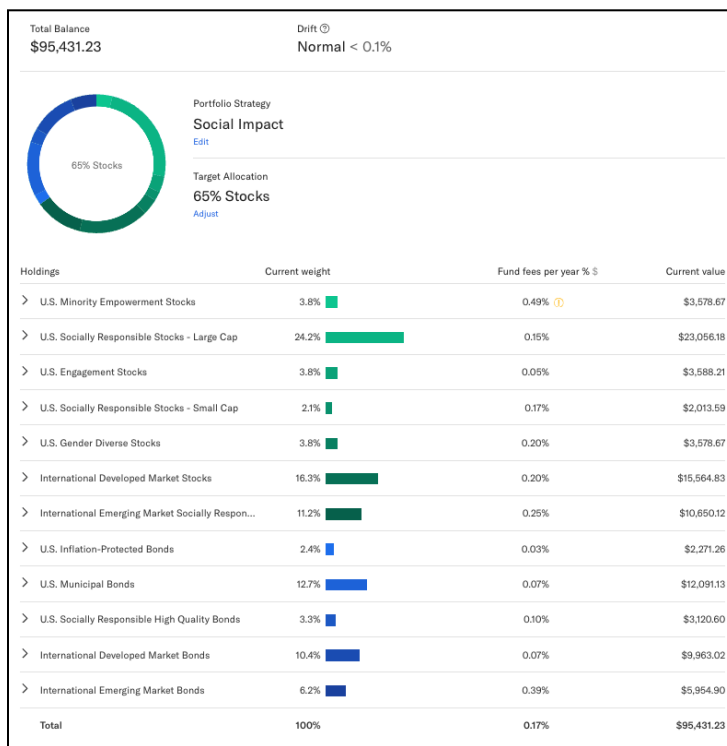 Total Balance Drift ?
$95,431.23 Normal < 0.1%
Portfolio Strategy
Social Impact
Edit
65% Stocks
Target Allocation
65% Stocks
Adjust
Holdings Current weight Fund fees per year % $ Current value
U.S. Minority Empowerment Stocks 3.8% 0.49% $3,578.67
U.S. Socially Responsible Stocks - Large Cap 24.2% 0.15% $23,056.18
U.S. Engagement Stocks 3.8% 0.05% $3,588.21
U.S. Socially Responsible Stocks - Small Cap 2.1% 0.17% $2,013.59
U.S. Gender Diverse Stocks 3.8% 0.20% $3,578.67
International Developed Market Stocks 16.3% 0.20% $15,564.83
International Emerging Market Socially Respon... 11.2% 0.25% $10,650.12
U.S. Inflation-Protected Bonds 2.4% 0.03% $2,271.26
U.S. Municipal Bonds 12.7% 0.07% $12,091.13
U.S. Socially Responsible High Quality Bonds 3.3% 0.10% $3,120.60
International Developed Market Bonds 10.4% 0.07% $9,963.02
International Emerging Market Bonds 6.2% 0.39% $5,954.90
Total 100% 0.17% $95,431.23